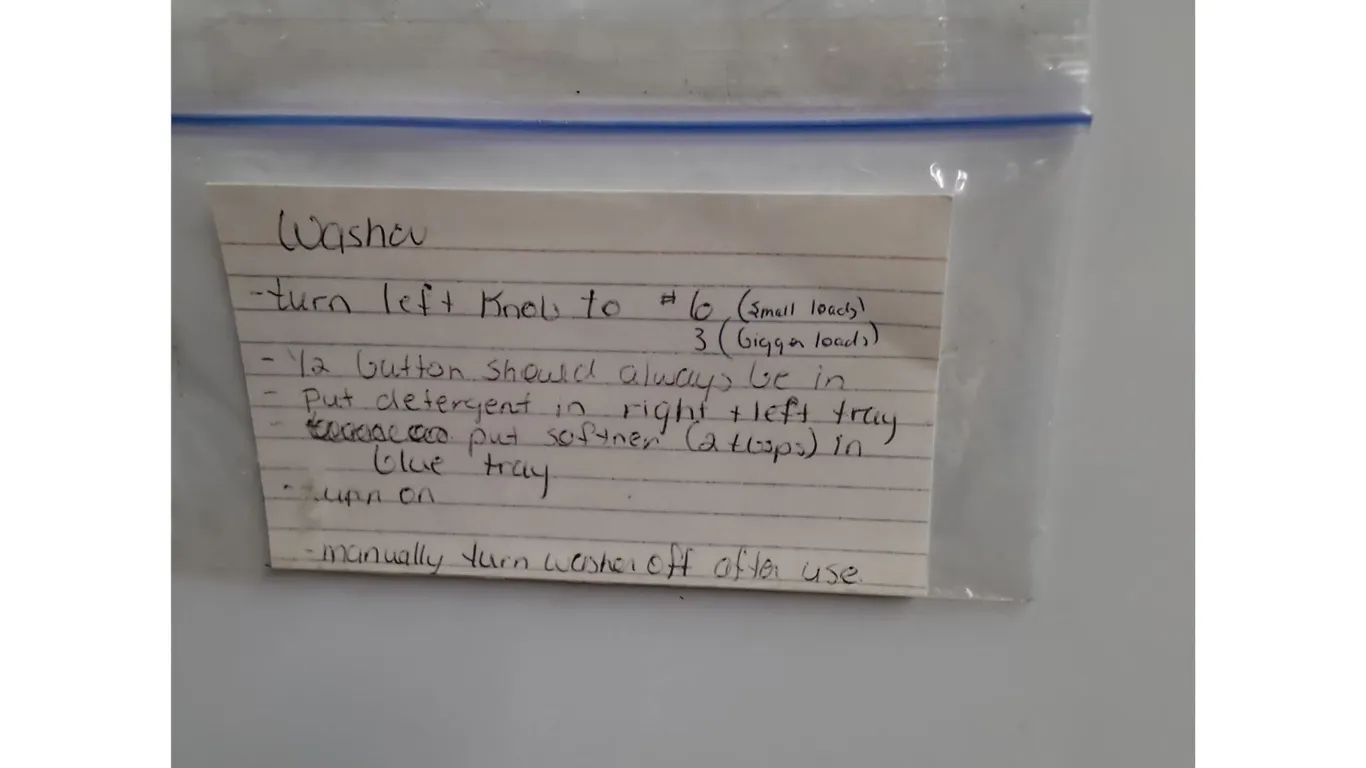 Washer
-turn left Knob to #6 (small loads)
3 (bigger loads)
- 1/2 button should always be in
- put detergent in right + left tray
- put softner (2 tbsps) in
blue tray
- turn on
-manually turn washer off after use.